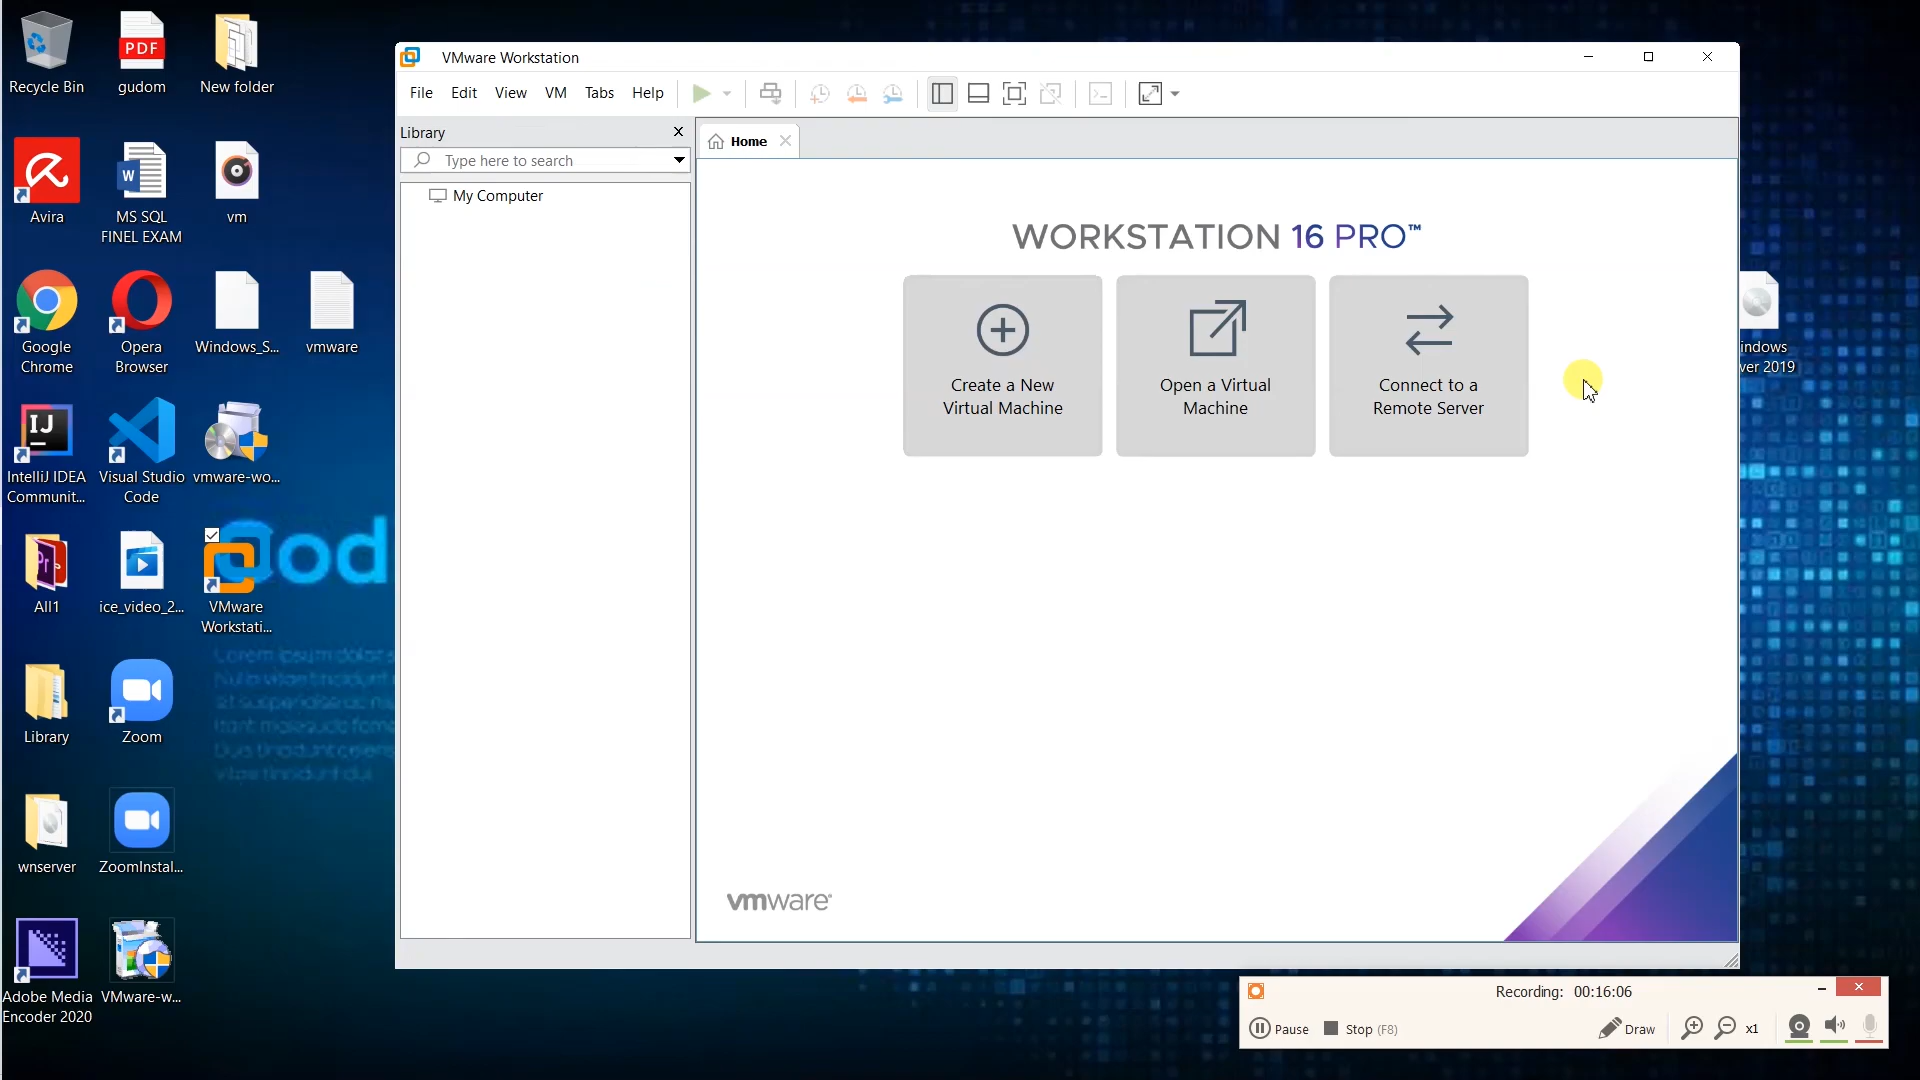 Recycle Bin
PDF
gudom
New folder
Avira
W
MS SQL
FINEL EXAM
vm
Google
Chrome
Opera
Browser
Windows_S...
vmware
IJ
IntelliJ IDEA
Communit...
Visual Studio
Code
vmware-wo...
Pr
All1
ice_video_2...
VMware
Workstati...
Library
Zoom
wnserver
ZoomInstal...
Adobe Media
Encoder 2020
VMware-w...
VMware Workstation
File Edit View VM Tabs Help
Library
Type here to search
My Computer
Home
WORKSTATION 16 PRO™
Create a New
Virtual Machine
Open a Virtual
Machine
Connect to a
Remote Server
vmware®
indows
ver 2019
Recording: 00:16:06
Pause Stop (F8) Draw x1